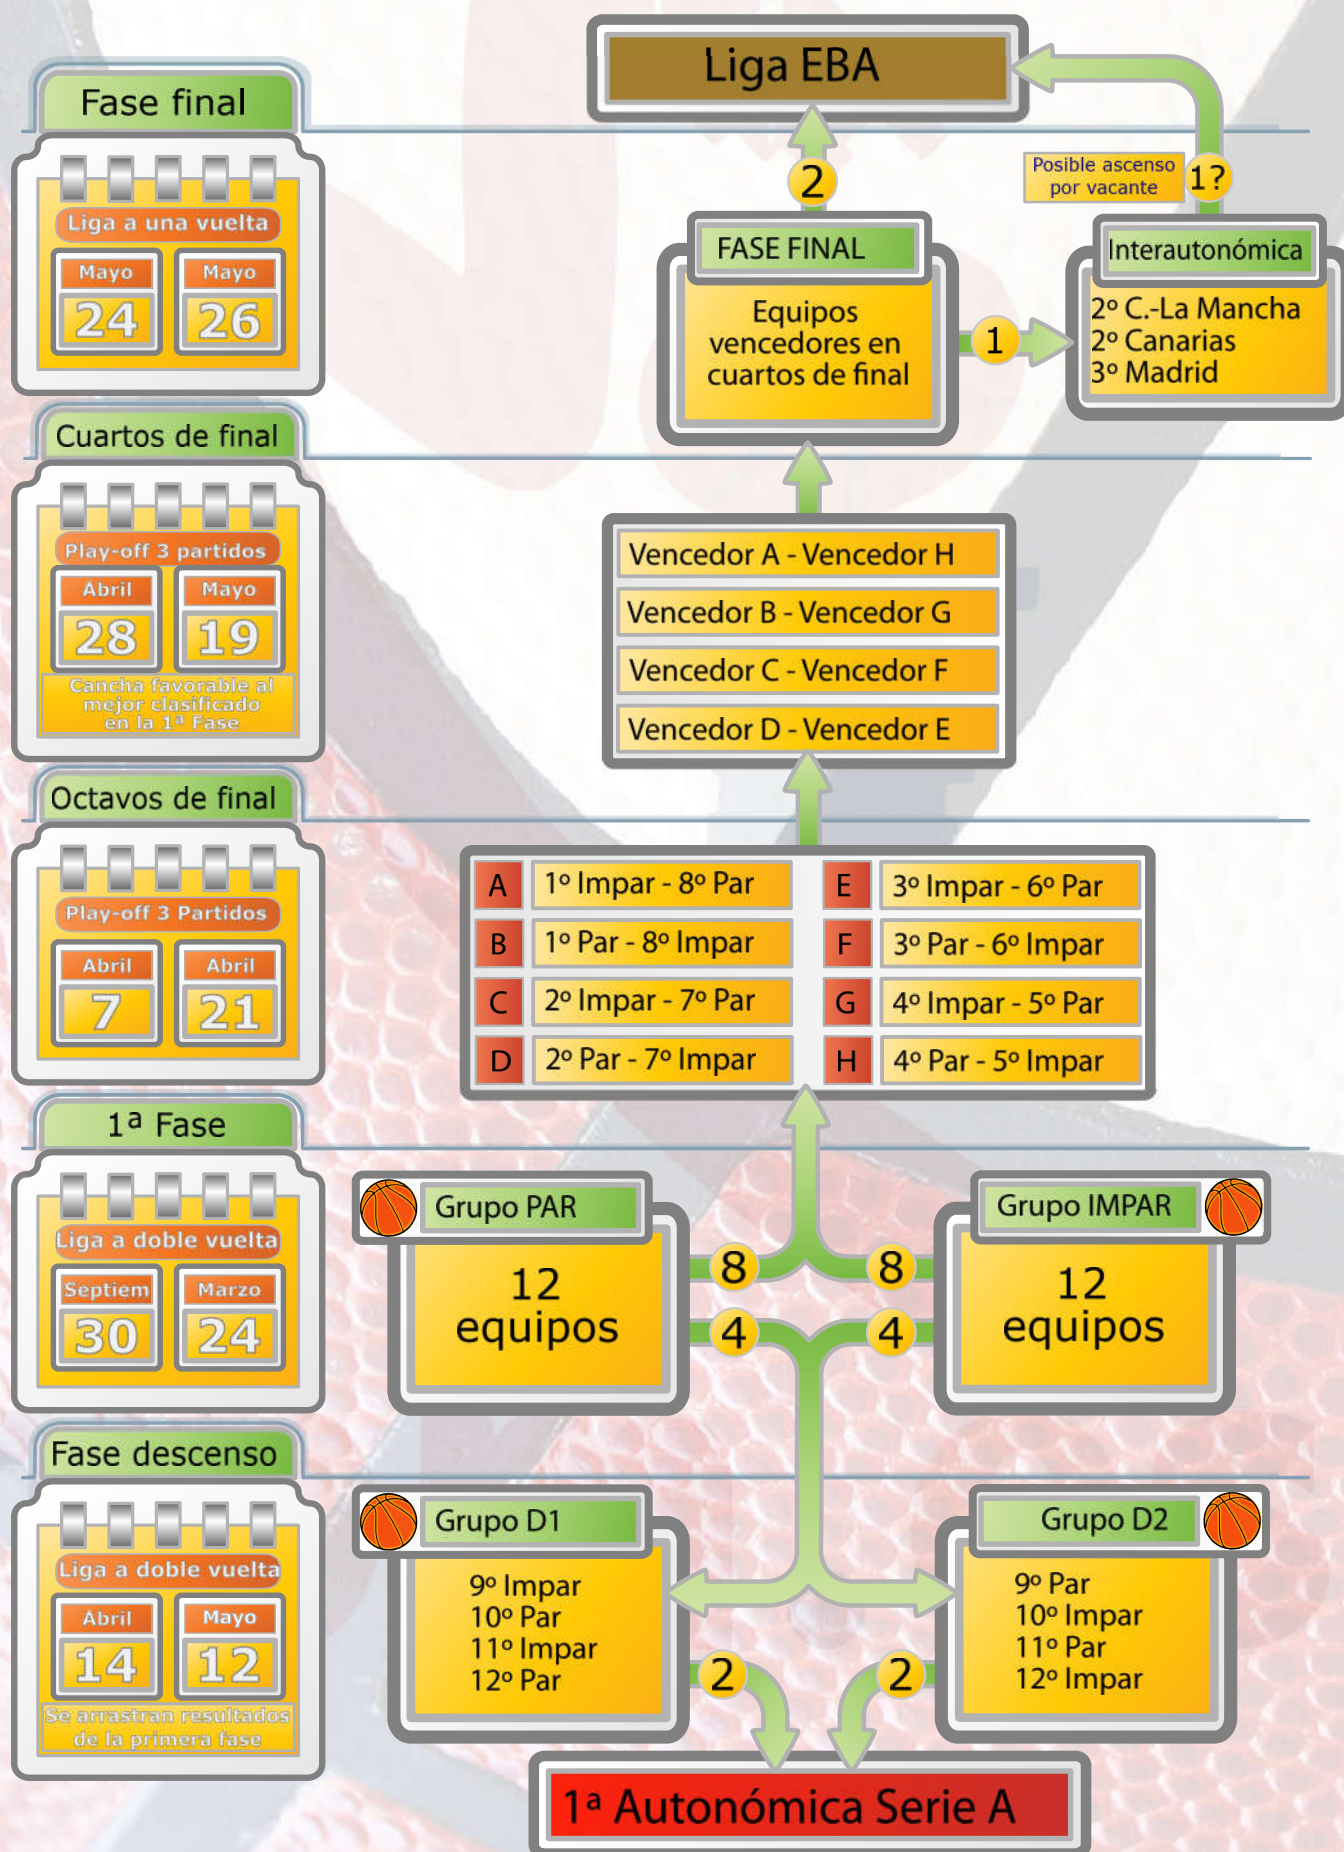 Liga EBA
Fase final
Liga a una vuelta
Mayo
24
Mayo
26
2
Posible ascenso
por vacante
1?
FASE FINAL
Equipos
vencedores en
cuartos de final
1
Interautonómica
2º C.-La Mancha
2º Canarias
3º Madrid
Cuartos de final
Play-off 3 partidos
Abril
28
Mayo
19
Cancha favorable al
mejor clasificado
en la 1ª Fase
Vencedor A - Vencedor H
Vencedor B - Vencedor G
Vencedor C - Vencedor F
Vencedor D - Vencedor E
Octavos de final
Play-off 3 Partidos
Abril
7
Abril
21
A 1º Impar - 8º Par
B 1º Par - 8º Impar
C 2º Impar - 7º Par
D 2º Par - 7º Impar
E 3º Impar - 6º Par
F 3º Par - 6º Impar
G 4º Impar - 5º Par
H 4º Par - 5º Impar
1ª Fase
Liga a doble vuelta
Septiem
30
Marzo
24
Grupo PAR
12
equipos
8
4
Grupo IMPAR
12
equipos
8
4
Fase descenso
Liga a doble vuelta
Abril
14
Mayo
12
Se arrastran resultados
de la primera fase
Grupo D1
9º Impar
10º Par
11º Impar
12º Par
2
Grupo D2
9º Par
10º Impar
11º Par
12º Impar
2
1ª Autonómica Serie A